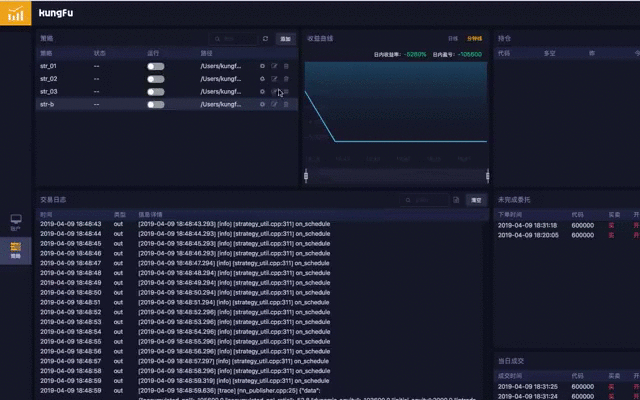 KungFu
策略
添加
策略 状态 运行 路径
str_01 -- /Users/kungf...
str_02 -- /Users/kungf...
str_03 -- /Users/kungf...
str-b -- /Users/kungf...
收益曲线 日线 分钟线
日内收益率: -5280% 日内盈亏: -105600
持仓
代码 多空 昨 今
账户
策略
交易日志
清空
时间 类型 信息详情
2019-04-09 18:48:43 out [2019-04-09 18:48:43.293] [info] [strategy_util.cpp:311] on_schedule
2019-04-09 18:48:44 out [2019-04-09 18:48:44.293] [info] [strategy_util.cpp:311] on_schedule
2019-04-09 18:48:45 out [2019-04-09 18:48:45.293] [info] [strategy_util.cpp:311] on_schedule
2019-04-09 18:48:46 out [2019-04-09 18:48:46.293] [info] [strategy_util.cpp:311] on_schedule
2019-04-09 18:48:47 out [2019-04-09 18:48:47.294] [info] [strategy_util.cpp:311] on_schedule
2019-04-09 18:48:48 out [2019-04-09 18:48:48.294] [info] [strategy_util.cpp:311] on_schedule
2019-04-09 18:48:49 out [2019-04-09 18:48:49.294] [info] [strategy_util.cpp:311] on_schedule
2019-04-09 18:48:50 out [2019-04-09 18:48:50.294] [info] [strategy_util.cpp:311] on_schedule
2019-04-09 18:48:51 out [2019-04-09 18:48:51.294] [info] [strategy_util.cpp:311] on_schedule
2019-04-09 18:48:52 out [2019-04-09 18:48:52.294] [info] [strategy_util.cpp:311] on_schedule
2019-04-09 18:48:53 out [2019-04-09 18:48:53.296] [info] [strategy_util.cpp:311] on_schedule
2019-04-09 18:48:54 out [2019-04-09 18:48:54.296] [info] [strategy_util.cpp:311] on_schedule
2019-04-09 18:48:55 out [2019-04-09 18:48:55.296] [info] [strategy_util.cpp:311] on_schedule
2019-04-09 18:48:56 out [2019-04-09 18:48:56.296] [info] [strategy_util.cpp:311] on_schedule
2019-04-09 18:48:57 out [2019-04-09 18:48:57.297] [info] [strategy_util.cpp:311] on_schedule
2019-04-09 18:48:58 out [2019-04-09 18:48:58.296] [info] [strategy_util.cpp:311] on_schedule
2019-04-09 18:48:59 out [2019-04-09 18:48:59.319] [info] [strategy_util.cpp:311] on_schedule
2019-04-09 18:48:59 out [2019-04-09 18:48:59.638] [trace] [nn_publisher.cpp:25] {"data":
未完成委托
下单时间 代码 买卖 开
2019-04-09 18:31:18 600000 买 开
2019-04-09 18:20:05 600000 买 开
当日成交
成交时间 代码 买卖 开
2019-04-09 18:31:25 600000 买 开
2019-04-09 18:31:24 600000 买 开